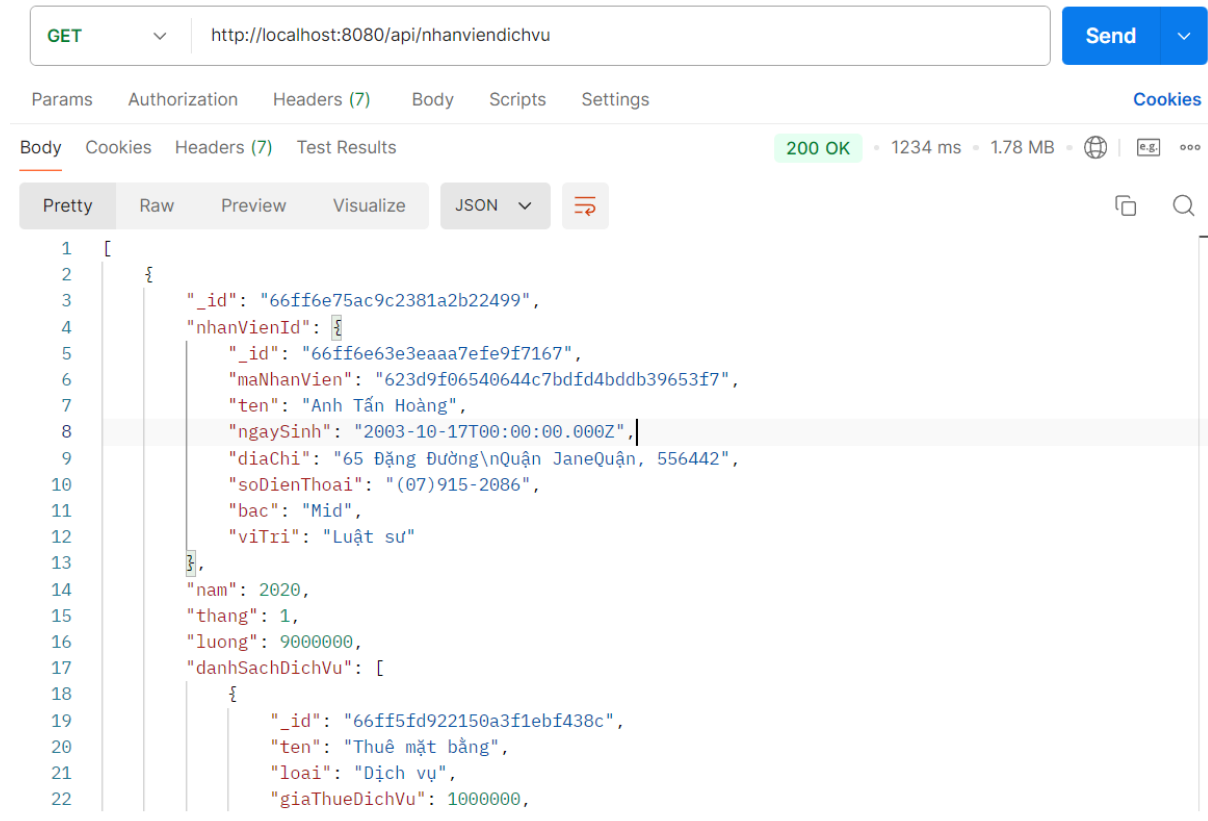 GET http://localhost:8080/api/nhanviendichvu Send
Params Authorization Headers (7) Body Scripts Settings Cookies
Body Cookies Headers (7) Test Results 200 OK • 1234 ms • 1.78 MB • e.g. ooo
Pretty Raw Preview Visualize JSON
1 [
2 {
3 "_id": "66ff6e75ac9c2381a2b22499",
4 "nhanVienId": {
5 "_id": "66ff6e63e3eaaa7efe9f7167",
6 "maNhanVien": "623d9f06540644c7bdfd4bddb39653f7",
7 "ten": "Anh Tấn Hoàng",
8 "ngaySinh": "2003-10-17T00:00:00.000Z",
9 "diaChi": "65 Đặng Đường\nQuận JaneQuận, 556442",
10 "soDienThoai": "(07)915-2086",
11 "bac": "Mid",
12 "viTri": "Luật sư"
13 },
14 "nam": 2020,
15 "thang": 1,
16 "luong": 9000000,
17 "danhSachDichVu": [
18 {
19 "_id": "66ff5fd922150a3f1ebf438c",
20 "ten": "Thuê mặt bằng",
21 "loai": "Dịch vụ",
22 "giaThueDichVu": 1000000,